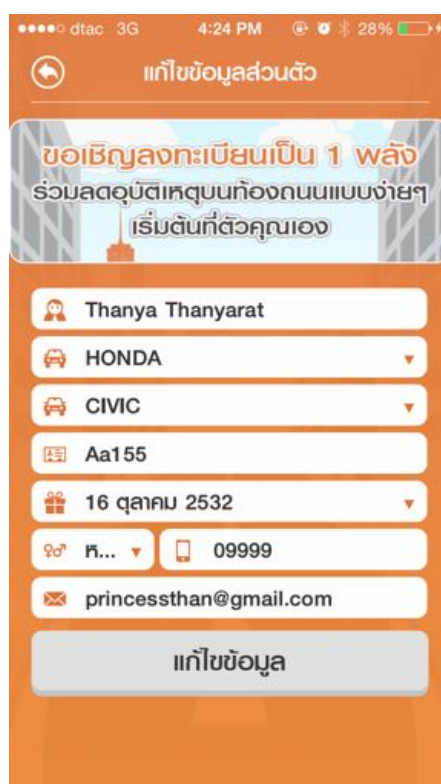 dtac 3G 4:24 PM 28%
แก้ไขข้อมูลส่วนตัว
ขอเชิญลงทะเบียนเป็น 1 พลัง
ร่วมลดอุบัติเหตุบนท้องถนนแบบง่ายๆ
เริ่มต้นที่ตัวคุณเอง
Thanya Thanyarat
HONDA
CIVIC
Aa155
16 ตุลาคม 2532
ห... 09999
princessthan@gmail.com
แก้ไขข้อมูล